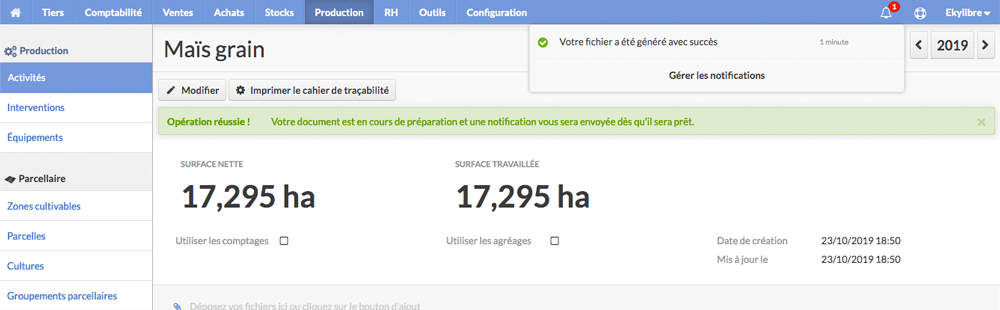 Tiers Comptabilité Ventes Achats Stocks Production RH Outils Configuration 1 Ekylibre
Production
Activités
Interventions
Équipements
Parcellaire
Zones cultivables
Parcelles
Cultures
Groupements parcellaires
Maïs grain
Votre fichier a été généré avec succès 1 minute
Gérer les notifications
2019
Modifier Imprimer le cahier de traçabilité
Opération réussie ! Votre document est en cours de préparation et une notification vous sera envoyée dès qu'il sera prêt. ×
SURFACE NETTE SURFACE TRAVAILLÉE
17,295 ha 17,295 ha
Utiliser les comptages Utiliser les agréages Date de création 23/10/2019 18:50
Mis à jour le 23/10/2019 18:50
Déposez vos fichiers ici ou cliquez sur le bouton d'ajout